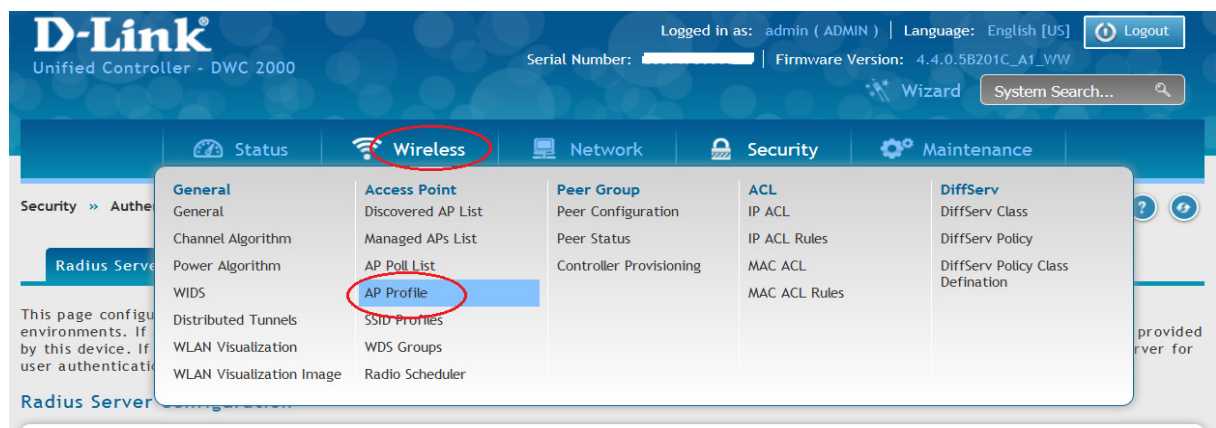 D-Link
Unified Controller - DWC 2000
Logged in as: admin ( ADMIN ) | Language: English [US]
Logout
Serial Number: | Firmware Version: 4.4.0.5B201C_A1_WW
Wizard
System Search...
Status
Wireless
Network
Security
Maintenance
Security » Authe
Radius Serve
General
General
Channel Algorithm
Power Algorithm
WIDS
Distributed Tunnels
WLAN Visualization
WLAN Visualization Image
Access Point
Discovered AP List
Managed APs List
AP Poll List
AP Profile
SSID Profiles
WDS Groups
Radio Scheduler
Peer Group
Peer Configuration
Peer Status
Controller Provisioning
ACL
IP ACL
IP ACL Rules
MAC ACL
MAC ACL Rules
DiffServ
DiffServ Class
DiffServ Policy
DiffServ Policy Class
Defination
?
This page configu
environments. If provided
by this device. If rver for
user authenticati
Radius Server